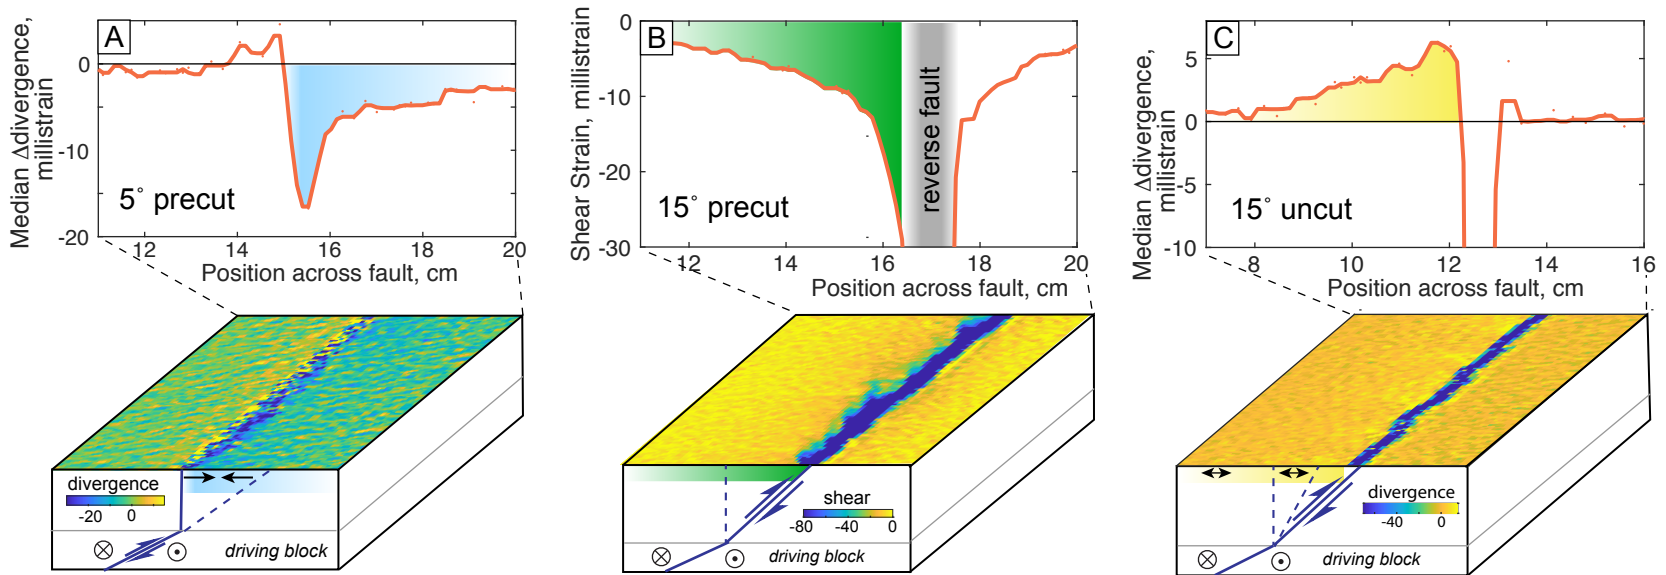 A
Median Δdivergence,
millistrain
0
-10
-20
5° precut
12
14
16
18
20
Position across fault, cm
divergence
-20
0
driving block
B
Shear Strain, millistrain
0
-10
-20
-30
15° precut
reverse fault
12
14
16
18
20
Position across fault, cm
shear
-80
-40
0
driving block
C
Median Δdivergence,
millistrain
5
0
-5
-10
15° uncut
8
10
12
14
16
Position across fault, cm
divergence
-40
0
driving block